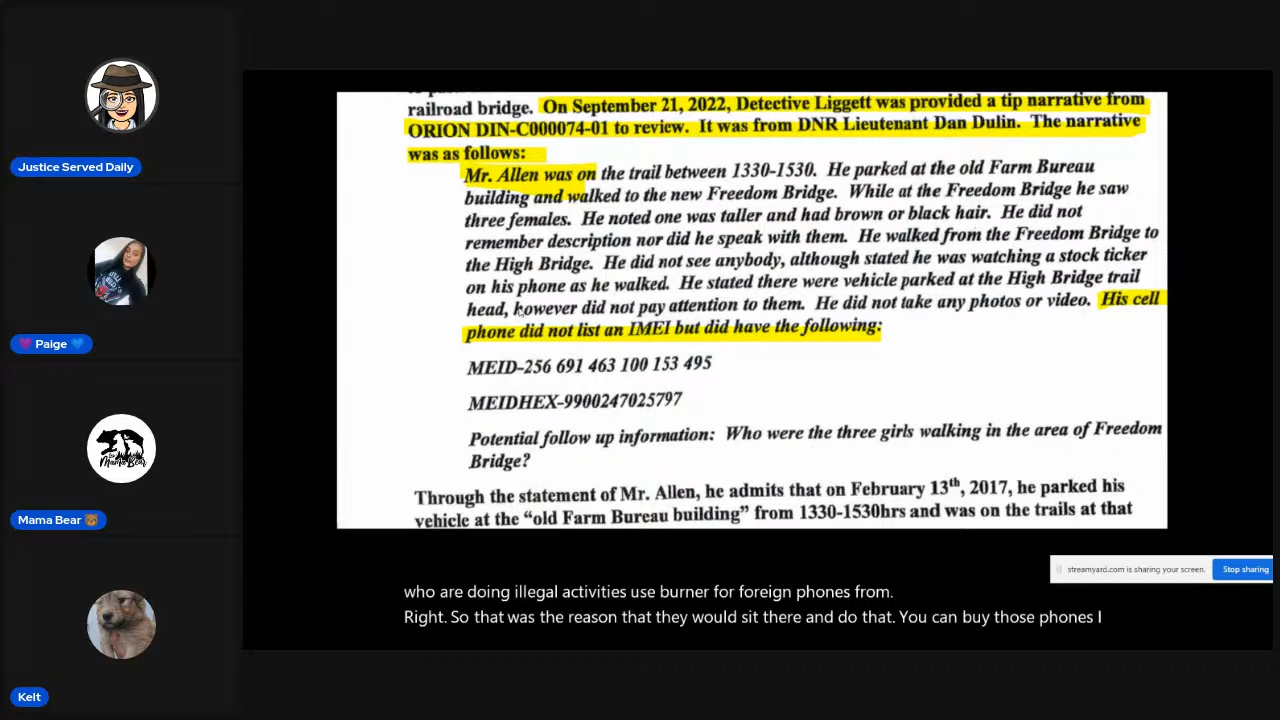 Justice Served Daily
💗 Paige 💙
Mama Bear 🐻
Mama Bear
Kelt
railroad bridge. On September 21, 2022, Detective Liggett was provided a tip narrative from
ORION DIN-C000074-01 to review. It was from DNR Lieutenant Dan Dulin. The narrative
was as follows:
Mr. Allen was on the trail between 1330-1530. He parked at the old Farm Bureau
building and walked to the new Freedom Bridge. While at the Freedom Bridge he saw
three females. He noted one was taller and had brown or black hair. He did not
remember description nor did he speak with them. He walked from the Freedom Bridge to
the High Bridge. He did not see anybody, although stated he was watching a stock ticker
on his phone as he walked. He stated there were vehicle parked at the High Bridge trail
head, however did not pay attention to them. He did not take any photos or video. His cell
phone did not list an IMEI but did have the following:
MEID-256 691 463 100 153 495
MEIDHEX-9900247025797
Potential follow up information: Who were the three girls walking in the area of Freedom
Bridge?
Through the statement of Mr. Allen, he admits that on February 13th, 2017, he parked his
vehicle at the "old Farm Bureau building" from 1330-1530hrs and was on the trails at that
streamyard.com is sharing your screen.
Stop sharing
who are doing illegal activities use burner for foreign phones from.
Right. So that was the reason that they would sit there and do that. You can buy those phones I